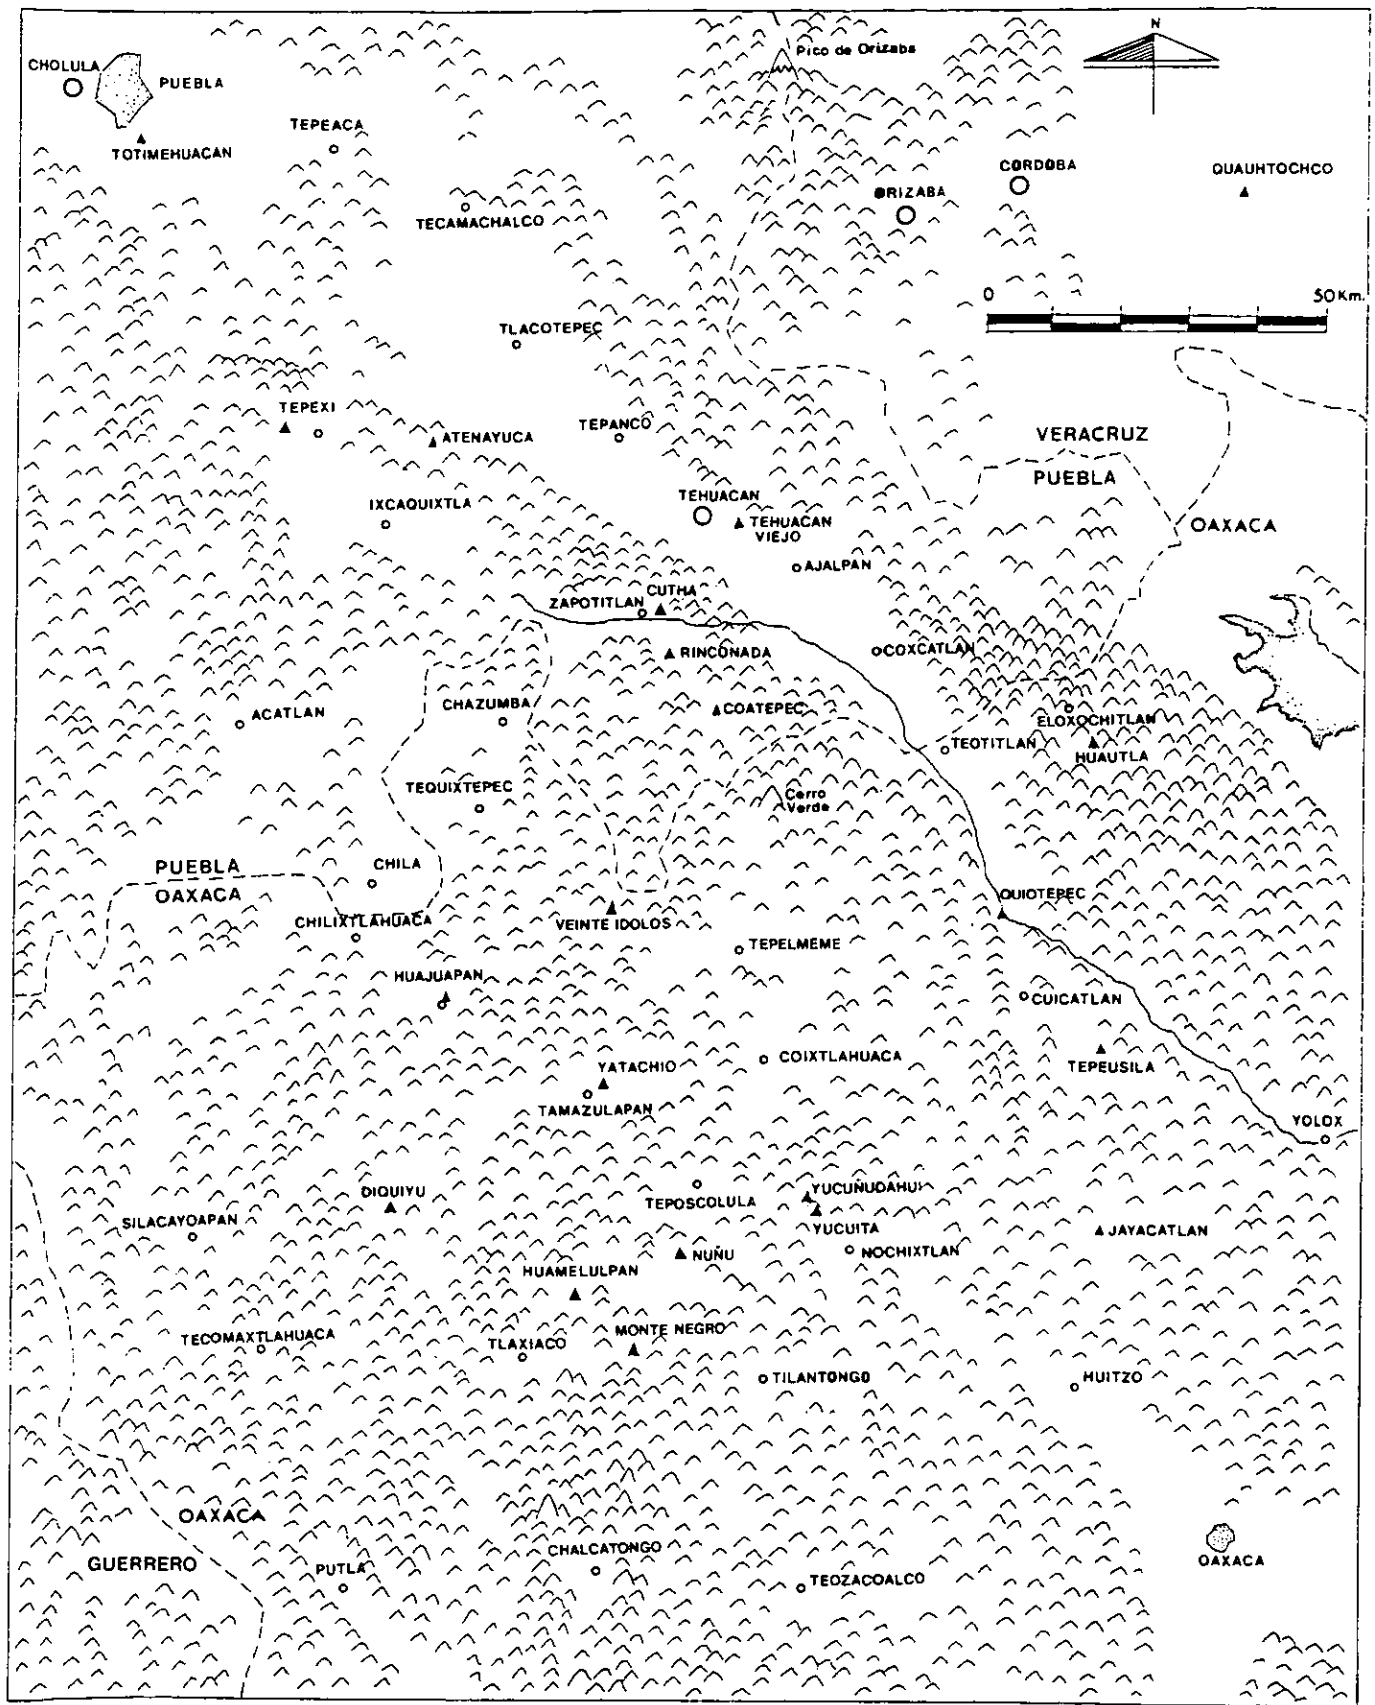 N
Pico de Orizaba
CHOLULA
PUEBLA
TEPEACA
TOTIMEHUACAN
CORDOBA
QUAUHTOCHCO
ORIZABA
TECAMACHALCO
0
50 Km.
TLACOTEPEC
TEPEXI
ATENAYUCA
TEPANCO
VERACRUZ
PUEBLA
IXCAQUIXTLA
TEHUACAN
TEHUACAN
VIEJO
OAXACA
AJALPAN
CUTHA
ZAPOTITLAN
RINCONADA
COXCATLAN
CHAZUMBA
ACATLAN
COATEPEC
ELOXOCHITLAN
TEOTITLAN
HUAUTLA
TEQUIXTEPEC
Cerro
Verde
PUEBLA
CHILA
OAXACA
QUIOTEPEC
CHILIXTLAHUACA
VEINTE IDOLOS
TEPELMEME
HUAJUAPAN
CUICATLAN
COIXTLAHUACA
YATACHIO
TEPEUSILA
TAMAZULAPAN
YOLOX
DIQUIYU
YUCUÑUDAHUI
TEPOSCOLULA
SILACAYOAPAN
YUCUITA
JAYACATLAN
NOCHIXTLAN
NUÑU
HUAMELULPAN
MONTE NEGRO
TECOMAXTLAHUACA
TLAXIACO
TILANTONGO
HUITZO
OAXACA
CHALCATONGO
OAXACA
GUERRERO
PUTLA
TEOZACOALCO